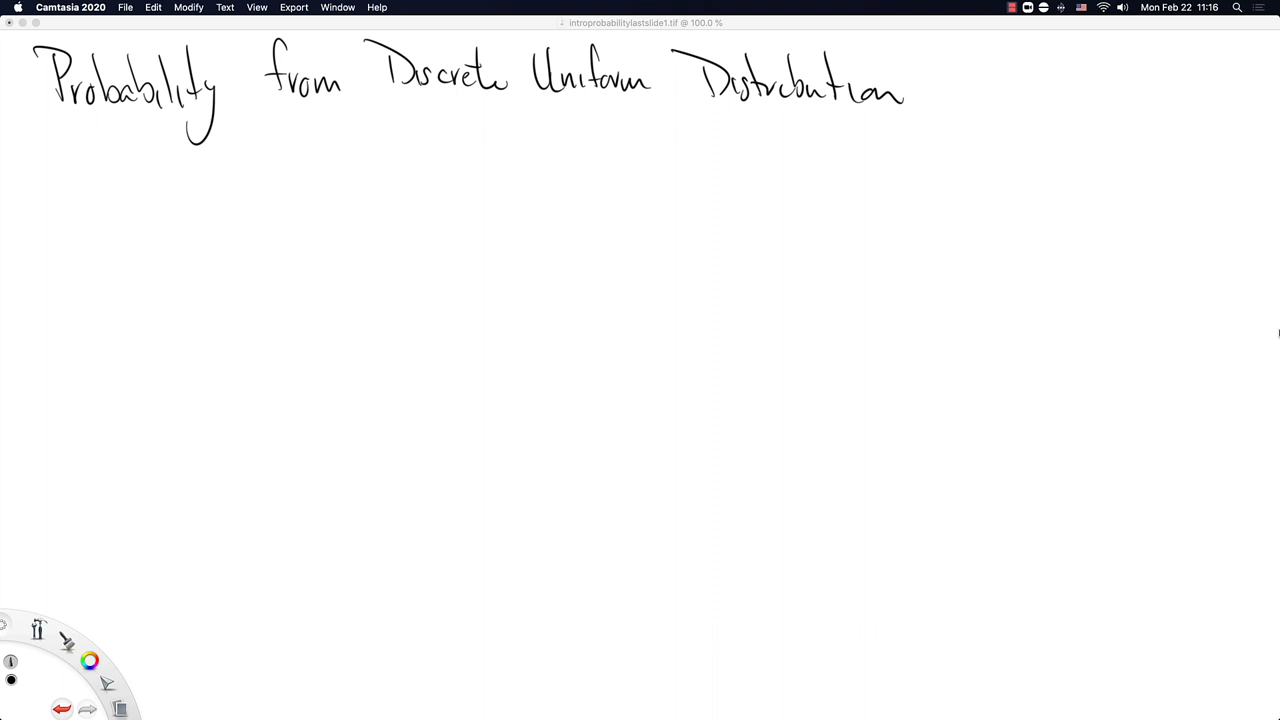 Camtasia 2020 File Edit Modify Text View Export Window Help Mon Feb 22 11:16
introprobabilitylastslide1.tif @ 100.0 %
Probability from Discrete Uniform Distribution